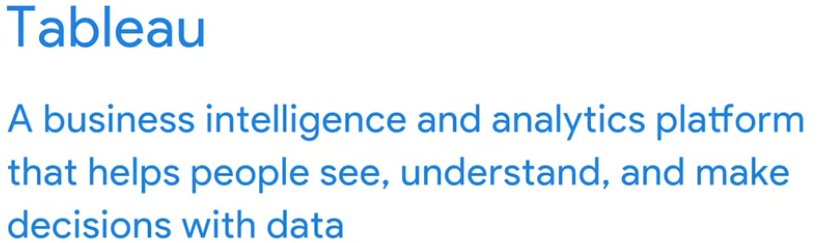 Tableau
A business intelligence and analytics platform
that helps people see, understand, and make
decisions with data